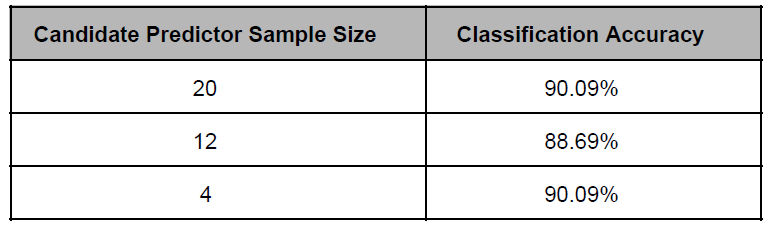 Candidate Predictor Sample Size Classification Accuracy
20 90.09%
12 88.69%
4 90.09%